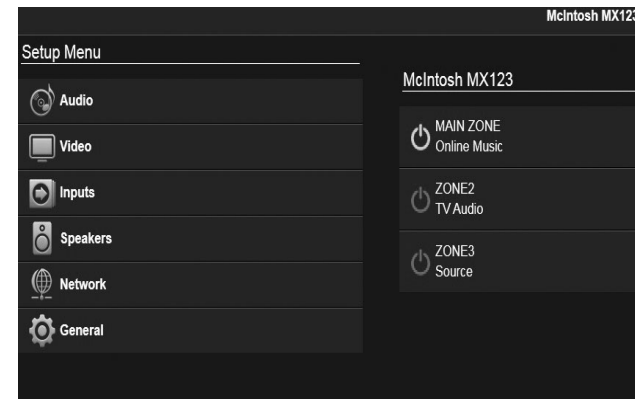 McIntosh MX123
Setup Menu
Audio
Video
Inputs
Speakers
Network
General
McIntosh MX123
MAIN ZONE
Online Music
ZONE2
TV Audio
ZONE3
Source